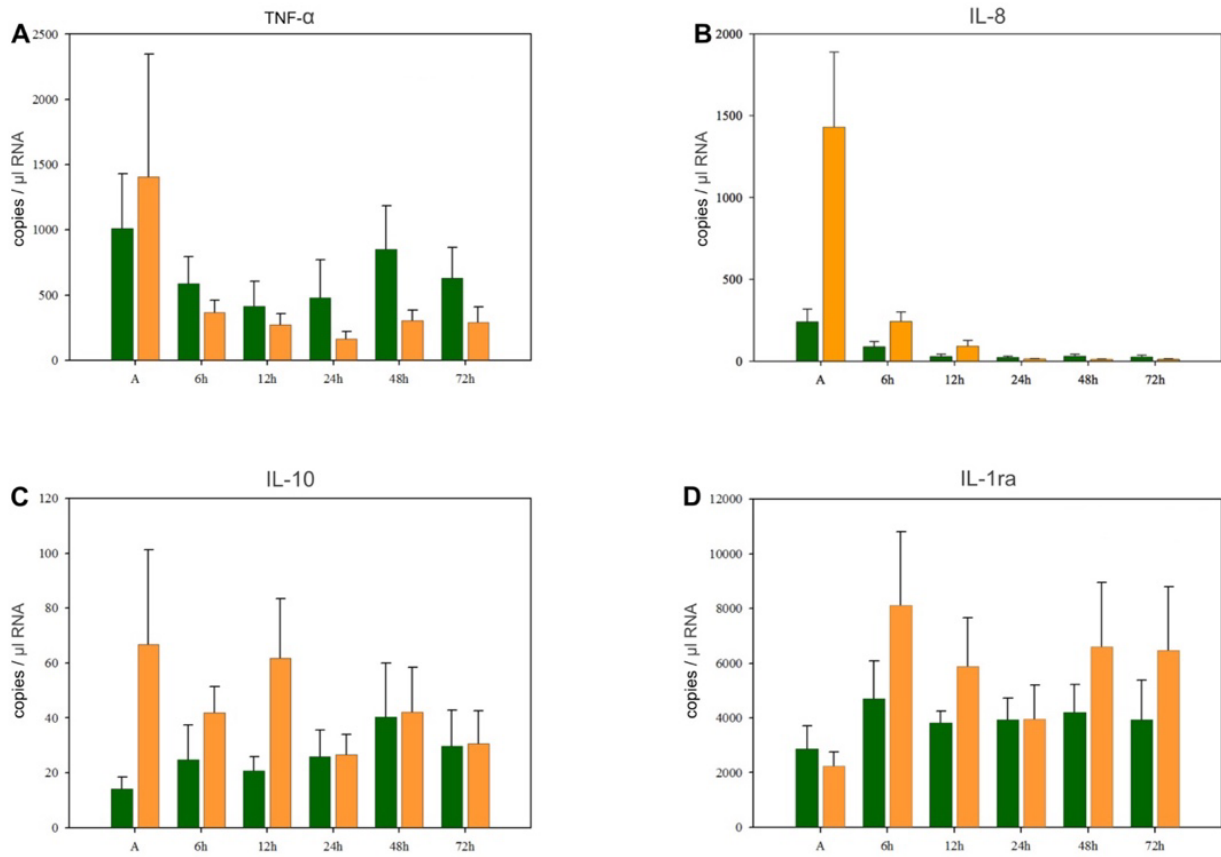 A
TNF-α
copies / µl RNA
2500
2000
1500
1000
500
0
A 6h 12h 24h 48h 72h
B
IL-8
copies / µl RNA
2000
1500
1000
500
0
A 6h 12h 24h 48h 72h
C
IL-10
copies / µl RNA
120
100
80
60
40
20
0
A 6h 12h 24h 48h 72h
D
IL-1ra
copies / µl RNA
12000
10000
8000
6000
4000
2000
0
A 6h 12h 24h 48h 72h